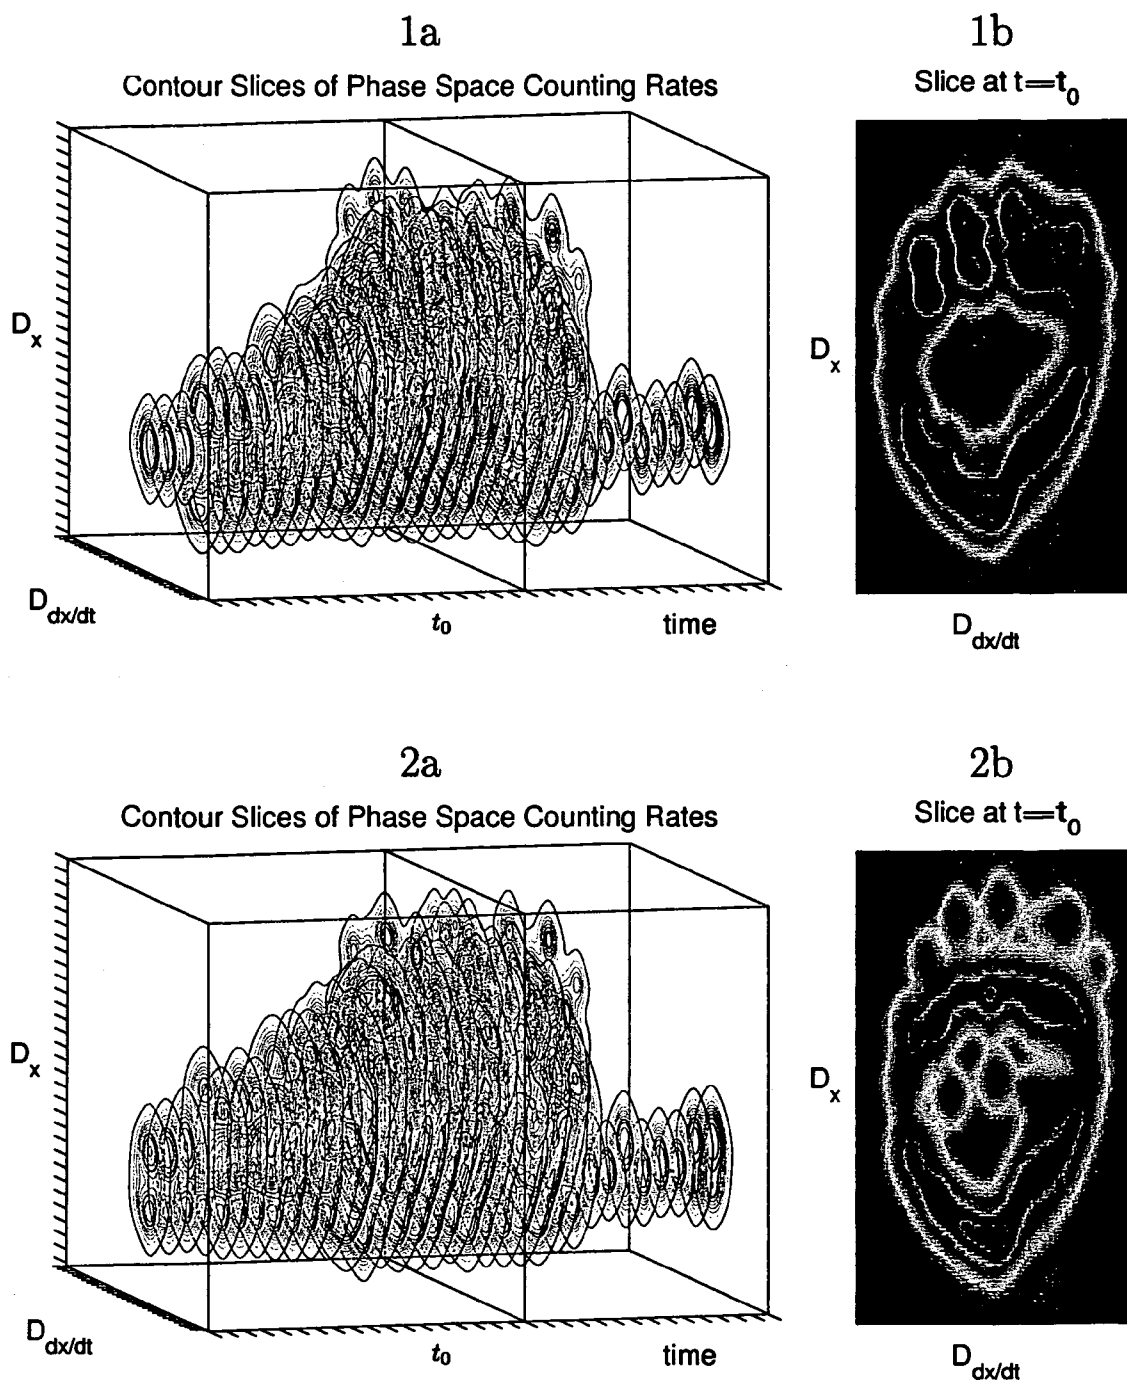 1a
Contour Slices of Phase Space Counting Rates
D_x
D_dx/dt
t_0
time
1b
Slice at t=t_0
D_x
D_dx/dt
2a
Contour Slices of Phase Space Counting Rates
D_x
D_dx/dt
t_0
time
2b
Slice at t=t_0
D_x
D_dx/dt